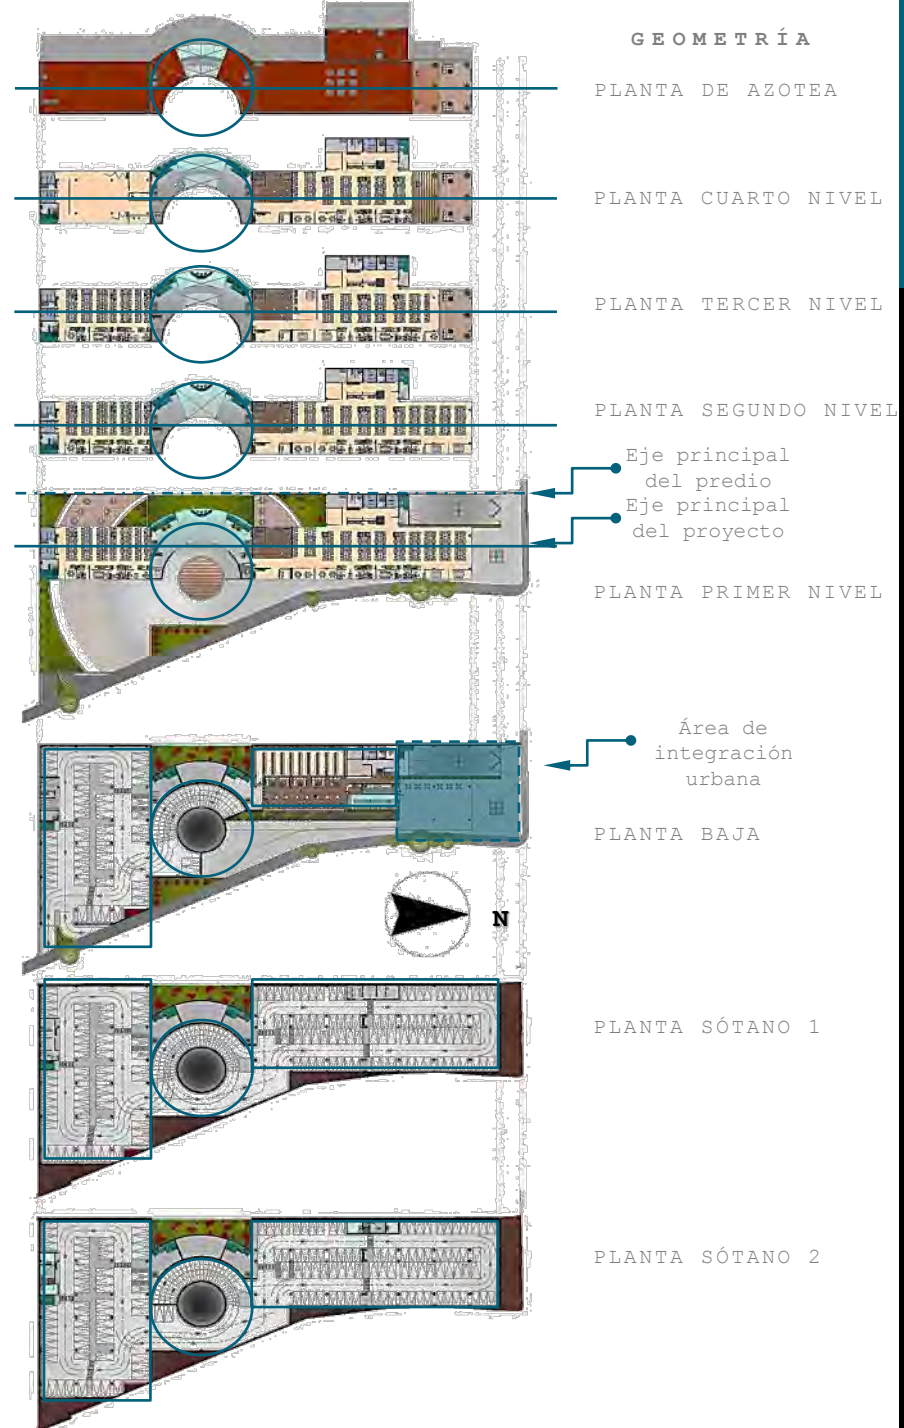 GEOMETRÍA
PLANTA DE AZOTEA
PLANTA CUARTO NIVEL
PLANTA TERCER NIVEL
PLANTA SEGUNDO NIVEL
Eje principal
del predio
Eje principal
del proyecto
PLANTA PRIMER NIVEL
Área de
integración
urbana
PLANTA BAJA
N
PLANTA SÓTANO 1
PLANTA SÓTANO 2